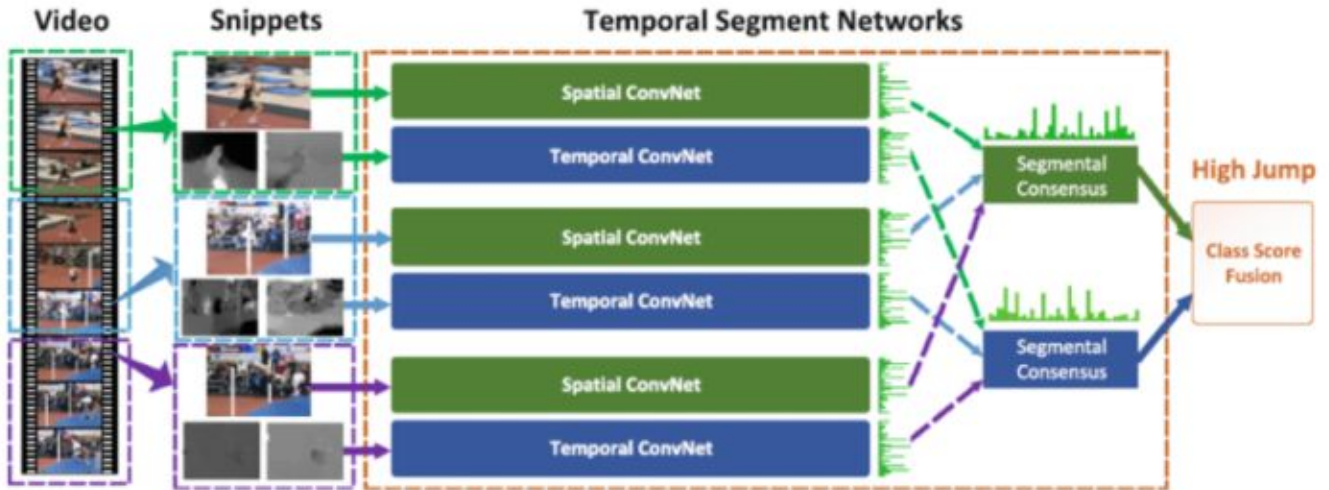 Video
Snippets
Temporal Segment Networks
Spatial ConvNet
Temporal ConvNet
Segmental
Consensus
High Jump
Spatial ConvNet
Class Score
Fusion
Temporal ConvNet
Segmental
Consensus
Spatial ConvNet
Temporal ConvNet